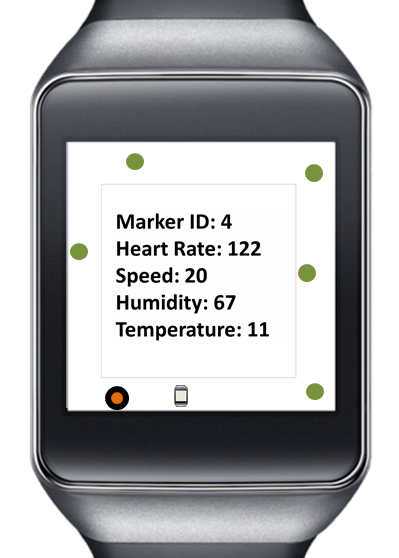 Marker ID: 4
Heart Rate: 122
Speed: 20
Humidity: 67
Temperature: 11